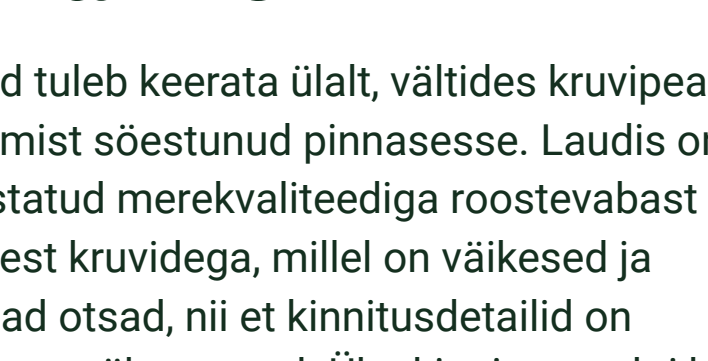 d tuleb keerata ülalt, vältides kruvipea
mist söestunud pinnasesse. Laudis on
statud merekvaliteediga roostevabast
est kruvidega, millel on väikesed ja
ad otsad, nii et kinnitusdetailid on